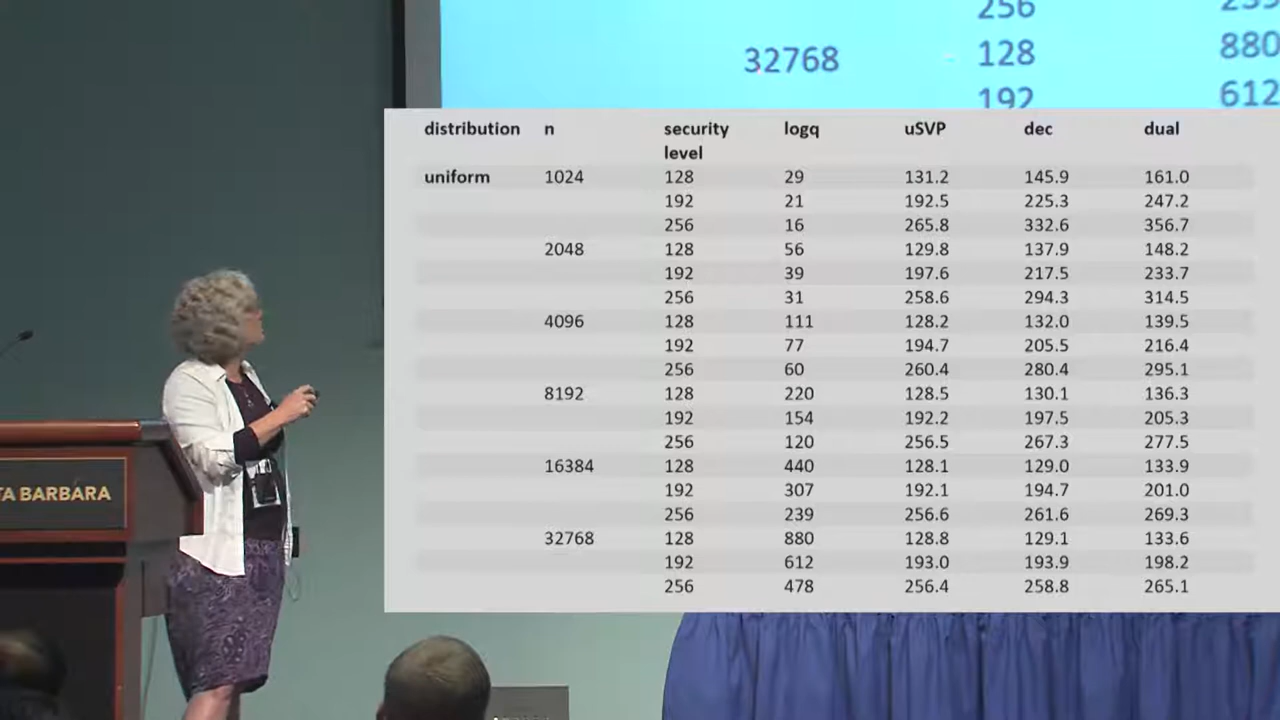 256 239
32768 128 880
192 612
distribution n security level logq uSVP dec dual
uniform 1024 128 29 131.2 145.9 161.0
192 21 192.5 225.3 247.2
256 16 265.8 332.6 356.7
2048 128 56 129.8 137.9 148.2
192 39 197.6 217.5 233.7
256 31 258.6 294.3 314.5
4096 128 111 128.2 132.0 139.5
192 77 194.7 205.5 216.4
256 60 260.4 280.4 295.1
8192 128 220 128.5 130.1 136.3
192 154 192.2 197.5 205.3
256 120 256.5 267.3 277.5
16384 128 440 128.1 129.0 133.9
192 307 192.1 194.7 201.0
256 239 256.6 261.6 269.3
32768 128 880 128.8 129.1 133.6
192 612 193.0 193.9 198.2
256 478 256.4 258.8 265.1
TA BARBARA